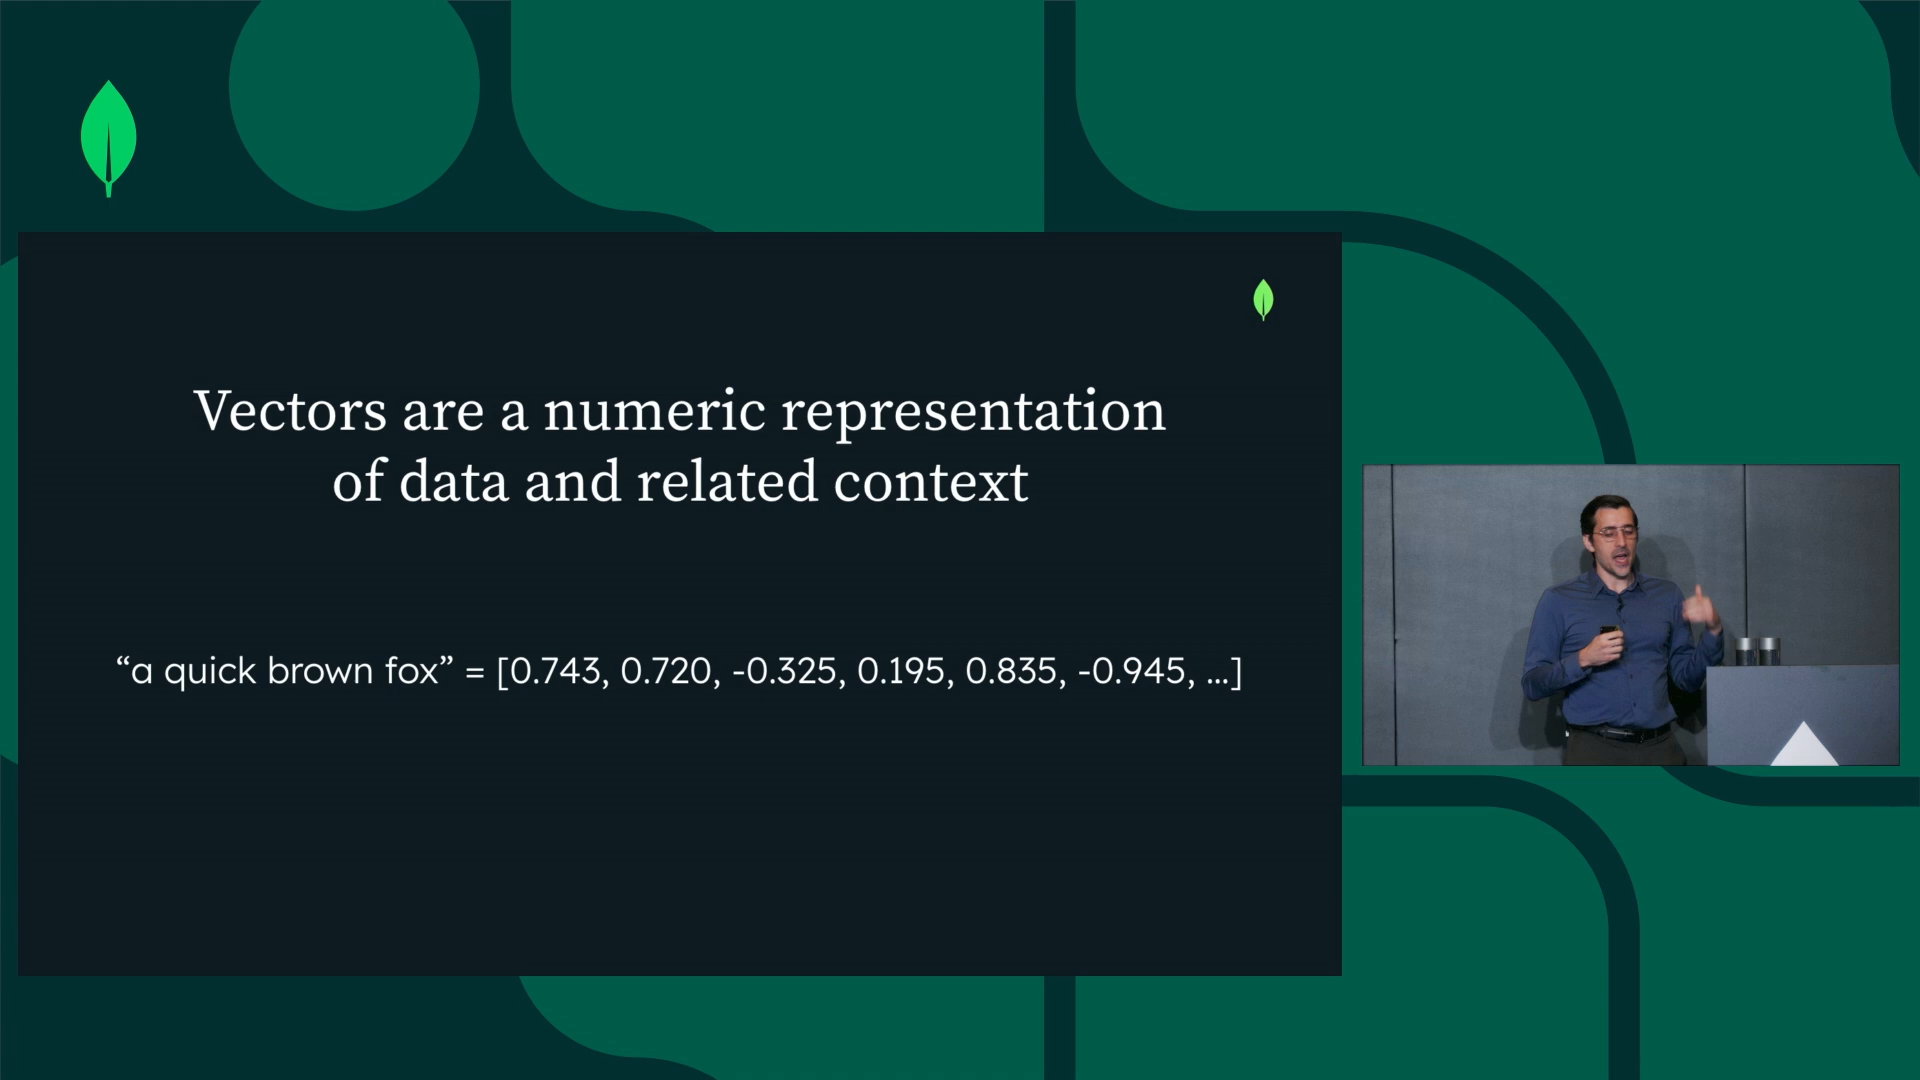 Vectors are a numeric representation
of data and related context
“a quick brown fox” = [0.743, 0.720, -0.325, 0.195, 0.835, -0.945, ...]